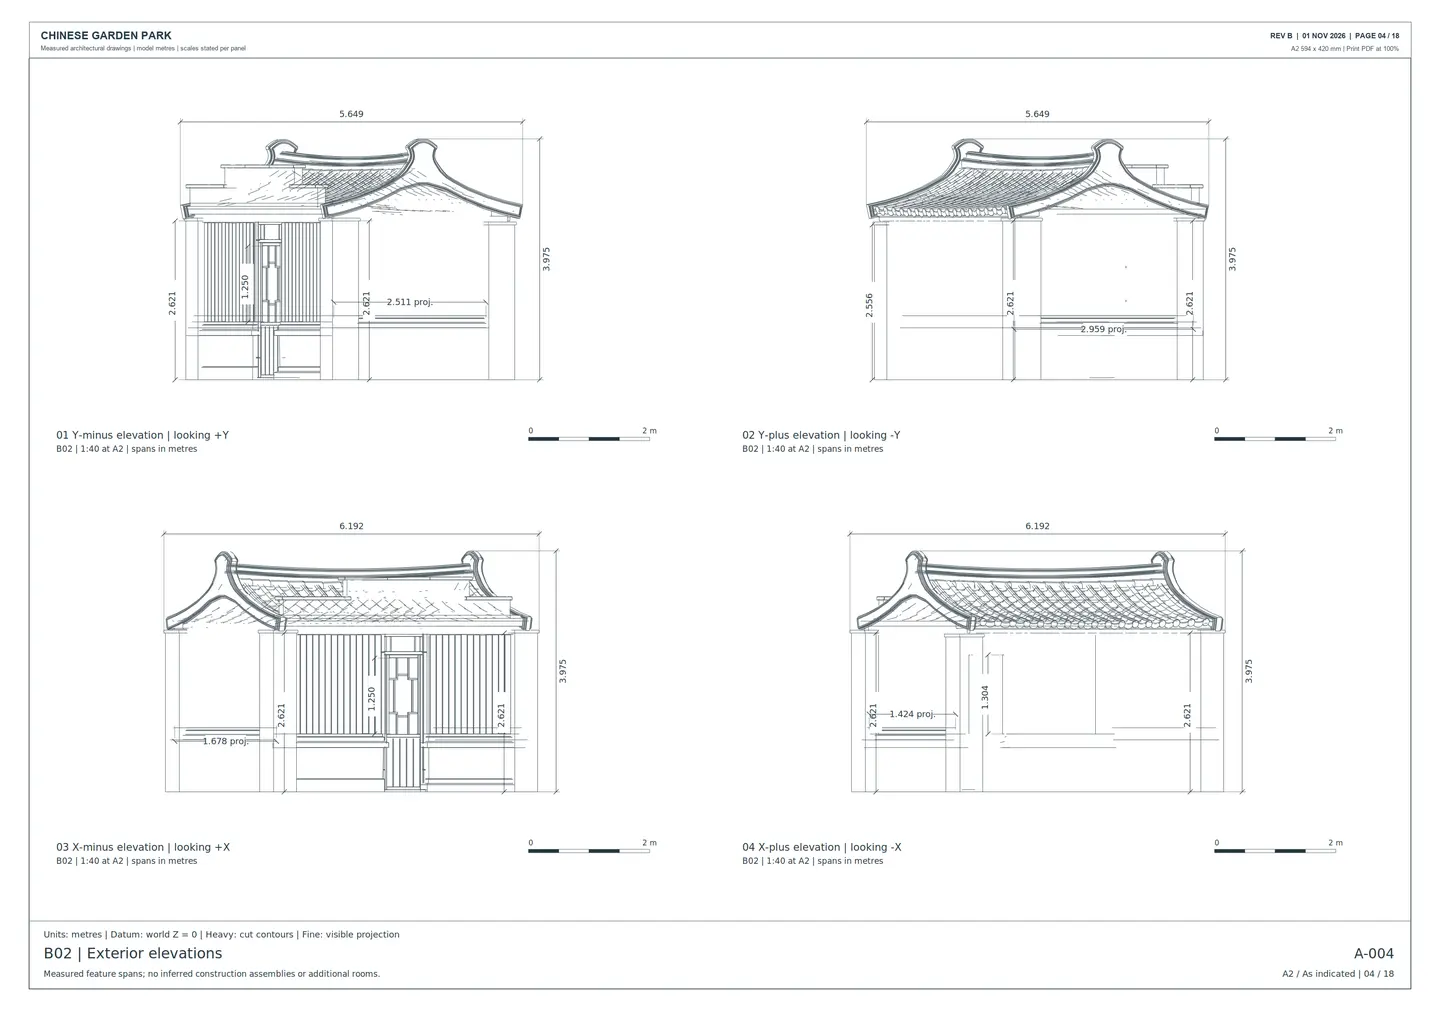 CHINESE GARDEN PARK
Measured architectural drawings | model metres | scales stated per panel
REV B | 01 NOV 2026 | PAGE 04 / 18
A2 594 x 420 mm | Print PDF at 100%
5.649
3.975
2.621
1.250
2.621
2.511 proj.
01 Y-minus elevation | looking +Y
B02 | 1:40 at A2 | spans in metres
0 2 m
5.649
3.975
2.556
2.621
2.621
2.959 proj.
02 Y-plus elevation | looking -Y
B02 | 1:40 at A2 | spans in metres
0 2 m
6.192
3.975
1.250
2.621
2.621
1.678 proj.
03 X-minus elevation | looking +X
B02 | 1:40 at A2 | spans in metres
0 2 m
6.192
3.975
1.304
2.621
1.424 proj.
2.621
04 X-plus elevation | looking -X
B02 | 1:40 at A2 | spans in metres
0 2 m
Units: metres | Datum: world Z = 0 | Heavy: cut contours | Fine: visible projection
B02 | Exterior elevations
A-004
Measured feature spans; no inferred construction assemblies or additional rooms.
A2 / As indicated | 04 / 18